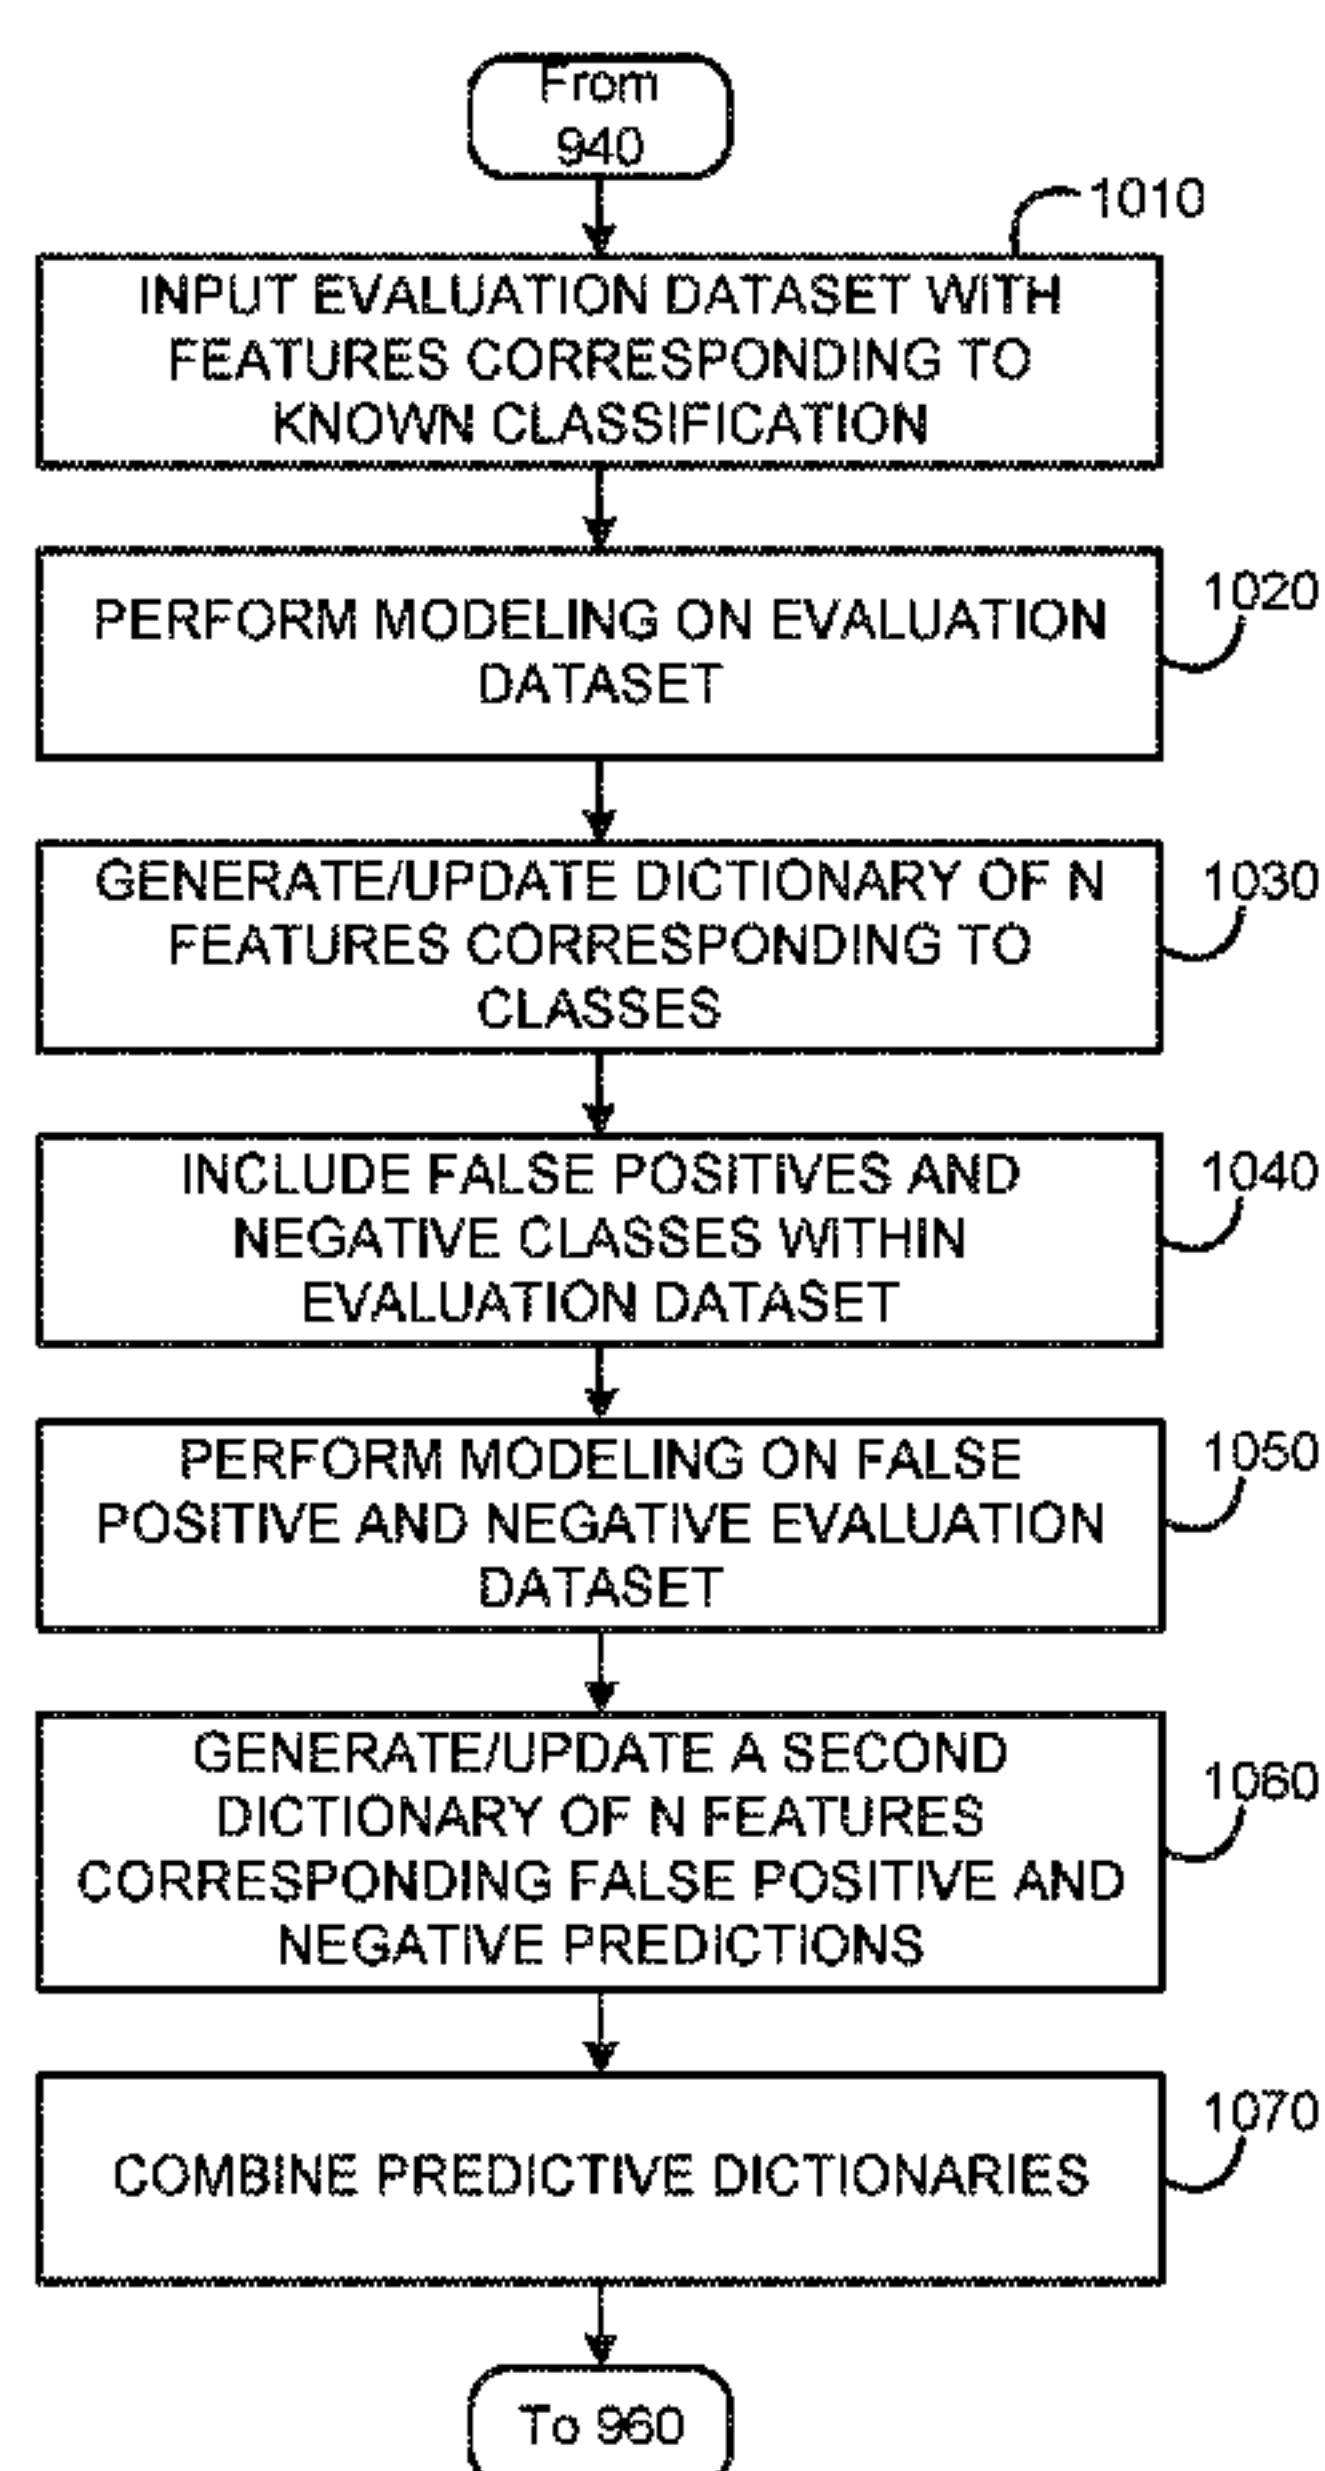 From
940
1010
INPUT EVALUATION DATASET WITH
FEATURES CORRESPONDING TO
KNOWN CLASSIFICATION
1020
PERFORM MODELING ON EVALUATION
DATASET
1030
GENERATE/UPDATE DICTIONARY OF N
FEATURES CORRESPONDING TO
CLASSES
1040
INCLUDE FALSE POSITIVES AND
NEGATIVE CLASSES WITHIN
EVALUATION DATASET
1050
PERFORM MODELING ON FALSE
POSITIVE AND NEGATIVE EVALUATION
DATASET
1060
GENERATE/UPDATE A SECOND
DICTIONARY OF N FEATURES
CORRESPONDING FALSE POSITIVE AND
NEGATIVE PREDICTIONS
1070
COMBINE PREDICTIVE DICTIONARIES
To 960